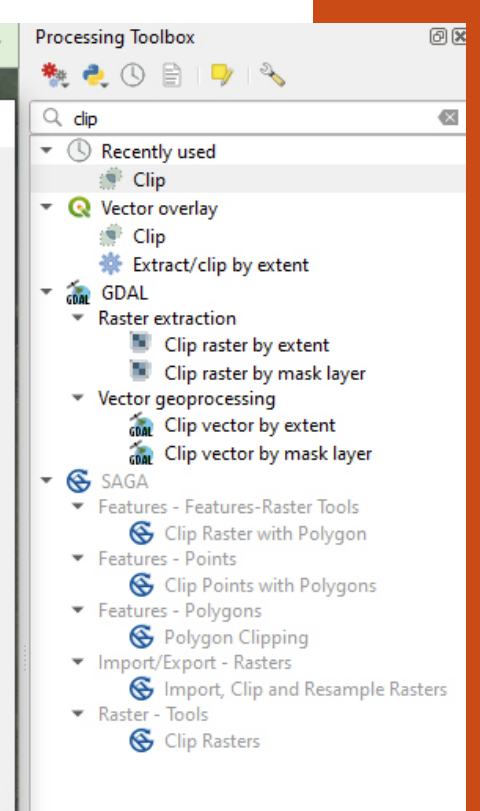 Processing Toolbox
clip
Recently used
Clip
Vector overlay
Clip
Extract/clip by extent
GDAL
Raster extraction
Clip raster by extent
Clip raster by mask layer
Vector geoprocessing
GDAL Clip vector by extent
GDAL Clip vector by mask layer
SAGA
Features - Features-Raster Tools
Clip Raster with Polygon
Features - Points
Clip Points with Polygons
Features - Polygons
Polygon Clipping
Import/Export - Rasters
Import, Clip and Resample Rasters
Raster - Tools
Clip Rasters